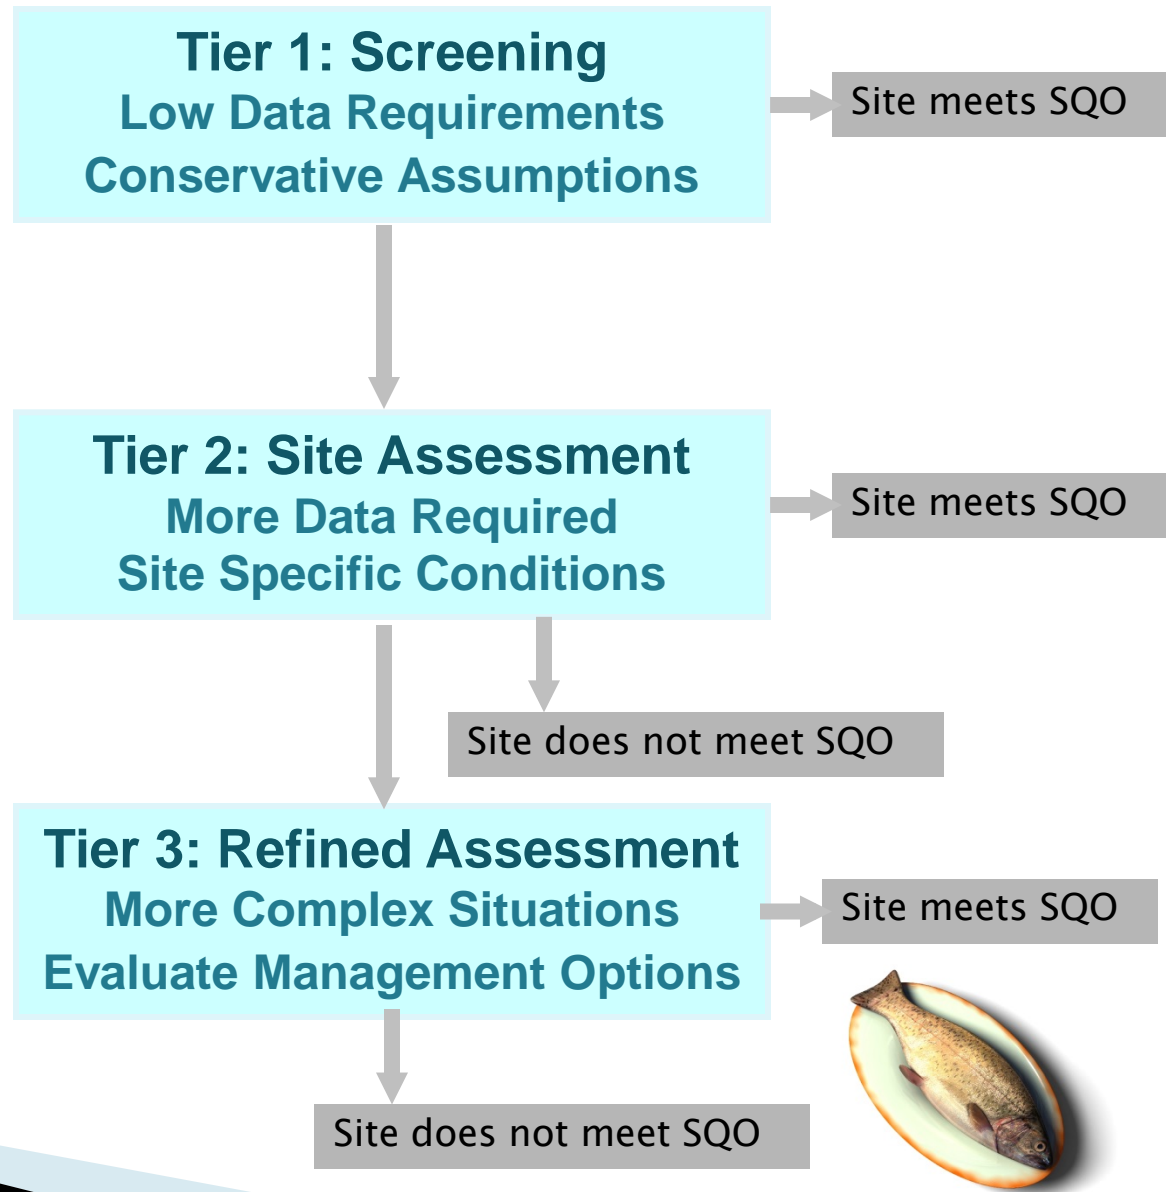 Tier 1: Screening
Low Data Requirements
Conservative Assumptions
Site meets SQO
Tier 2: Site Assessment
More Data Required
Site Specific Conditions
Site meets SQO
Site does not meet SQO
Tier 3: Refined Assessment
More Complex Situations
Evaluate Management Options
Site meets SQO
Site does not meet SQO